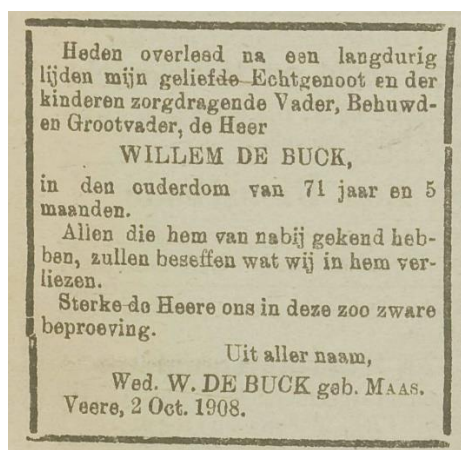 Heden overleed na een langdurig
lijden mijn geliefde Echtgenoot en der
kinderen zorgdragende Vader, Behuwd-
en Grootvader, de Heer
WILLEM DE BUCK,
in den ouderdom van 71 jaar en 5
maanden.
Allen die hem van nabij gekend heb-
ben, zullen beseffen wat wij in hem ver-
liezen.
Sterke de Heere ons in deze zoo zware
beproeving.
Uit aller naam,
Wed. W. DE BUCK geb. MAAS.
Veere, 2 Oct. 1908.